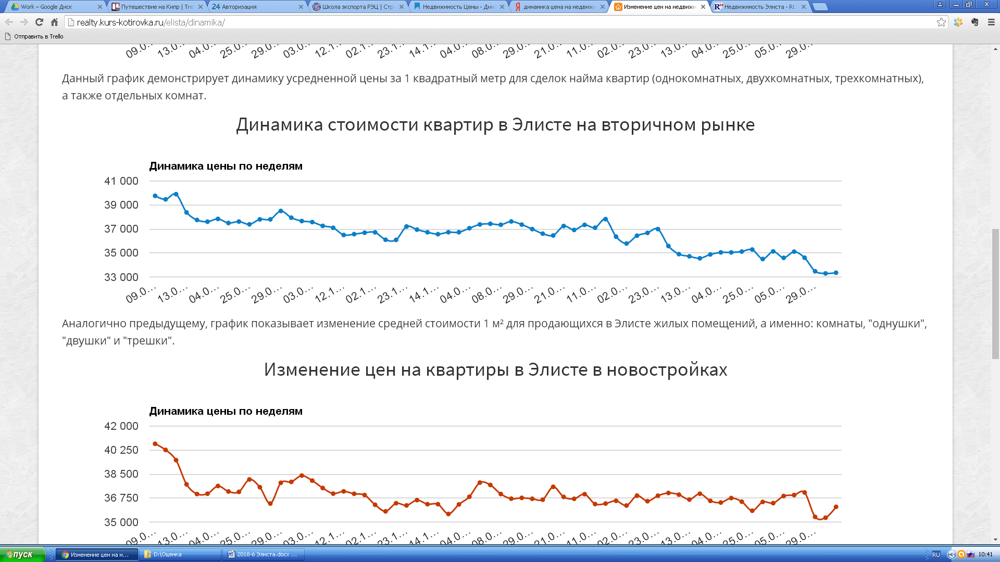 Work – Google Диск
Путешествие на Кипр | Tre
24 Авторизация
Школа экспорта РЭЦ | Стр
Недвижимость Цены - Дин
динамика цена на недвиж
Изменение цен на недвиж
Недвижимость Элиста - RL
realty.kurs-kotirovka.ru/elista/dinamika/
Отправить в Trello
09.0… 13.0… 04.0… 25.0… 29.0… 03.0… 12.1… 02.1… 23.1… 14.1… 04.0… 08.0… 29.0… 21.0… 11.0… 02.0… 23.0… 13.0… 04.0… 25.0… 05.0… 29.0…
Данный график демонстрирует динамику усредненной цены за 1 квадратный метр для сделок найма квартир (однокомнатных, двухкомнатных, трехкомнатных),
а также отдельных комнат.
Динамика стоимости квартир в Элисте на вторичном рынке
Динамика цены по неделям
41 000
39 000
37 000
35 000
33 000
09.0… 13.0… 04.0… 25.0… 29.0… 03.0… 12.1… 02.1… 23.1… 14.1… 04.0… 08.0… 29.0… 21.0… 11.0… 02.0… 23.0… 13.0… 04.0… 25.0… 05.0… 29.0…
Аналогично предыдущему, график показывает изменение средней стоимости 1 м² для продающихся в Элисте жилых помещений, а именно: комнаты, "однушки",
"двушки" и "трешки".
Изменение цен на квартиры в Элисте в новостройках
Динамика цены по неделям
42 000
40 250
38 500
36 750
35 000
09.0… 13.0… 04.0… 25.0… 29.0… 03.0… 12.1… 02.1… 23.1… 14.1… 04.0… 08.0… 29.0… 21.0… 11.0… 02.0… 23.0… 13.0… 04.0… 25.0… 05.0… 29.0…
пуск
Изменение цен на н...
D:\Оценка
2018-6 Элиста.docx ...
RU
10:41